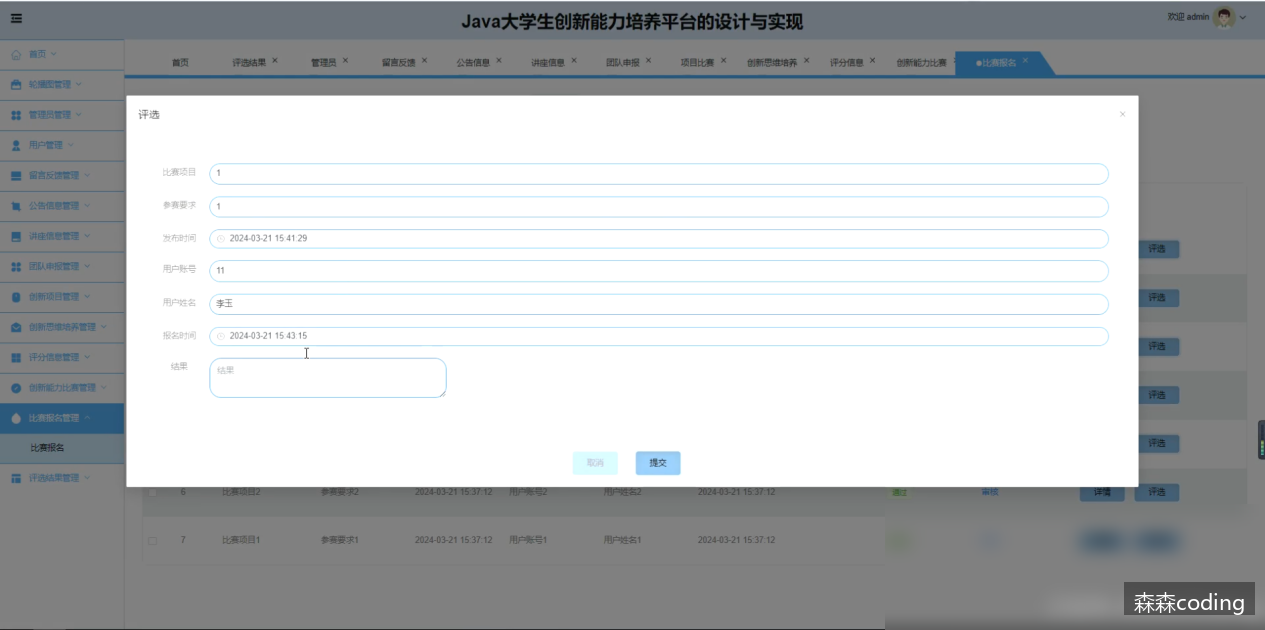 Java大学生创新能力培养平台的设计与实现
欢迎 admin
首页 评选结果 管理员 留言反馈 公告信息 讲座信息 团队申报 项目比赛 创新思维培养 评分信息 创新能力比赛 比赛报名
首页
轮播图管理
管理员管理
用户管理
留言反馈管理
公告信息管理
讲座信息管理
团队申报管理
创新项目管理
创新思维培养管理
评分信息管理
创新能力比赛管理
比赛报名管理
比赛报名
评选结果管理
评选
比赛项目 1
参赛要求 1
发布时间 2024-03-21 15:41:29
用户账号 11
用户姓名 李玉
报名时间 2024-03-21 15:43:15
结果 结果
取消 提交
评选
评选
评选
评选
评选
6 比赛项目2 参赛要求2 2024-03-21 15:37:12 用户账号2 用户姓名2 2024-03-21 15:37:12 通过 审核 详情 评选
7 比赛项目1 参赛要求1 2024-03-21 15:37:12 用户账号1 用户姓名1 2024-03-21 15:37:12
森森coding